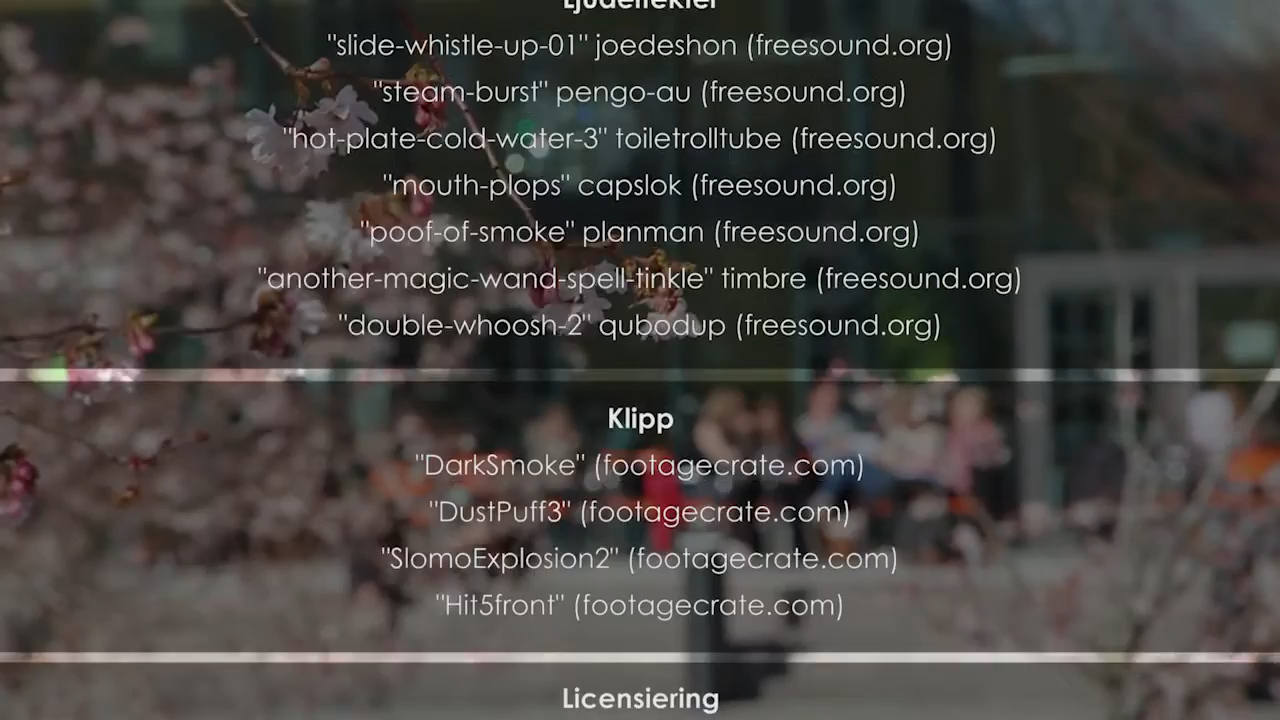 Ljudeffekter
"slide-whistle-up-01" joedeshon (freesound.org)
"steam-burst" pengo-au (freesound.org)
"hot-plate-cold-water-3" toiletrolltube (freesound.org)
"mouth-plops" capslok (freesound.org)
"poof-of-smoke" planman (freesound.org)
"another-magic-wand-spell-tinkle" timbre (freesound.org)
"double-whoosh-2" qubodup (freesound.org)
Klipp
"DarkSmoke" (footagecrate.com)
"DustPuff3" (footagecrate.com)
"SlomoExplosion2" (footagecrate.com)
"Hit5front" (footagecrate.com)
Licensiering